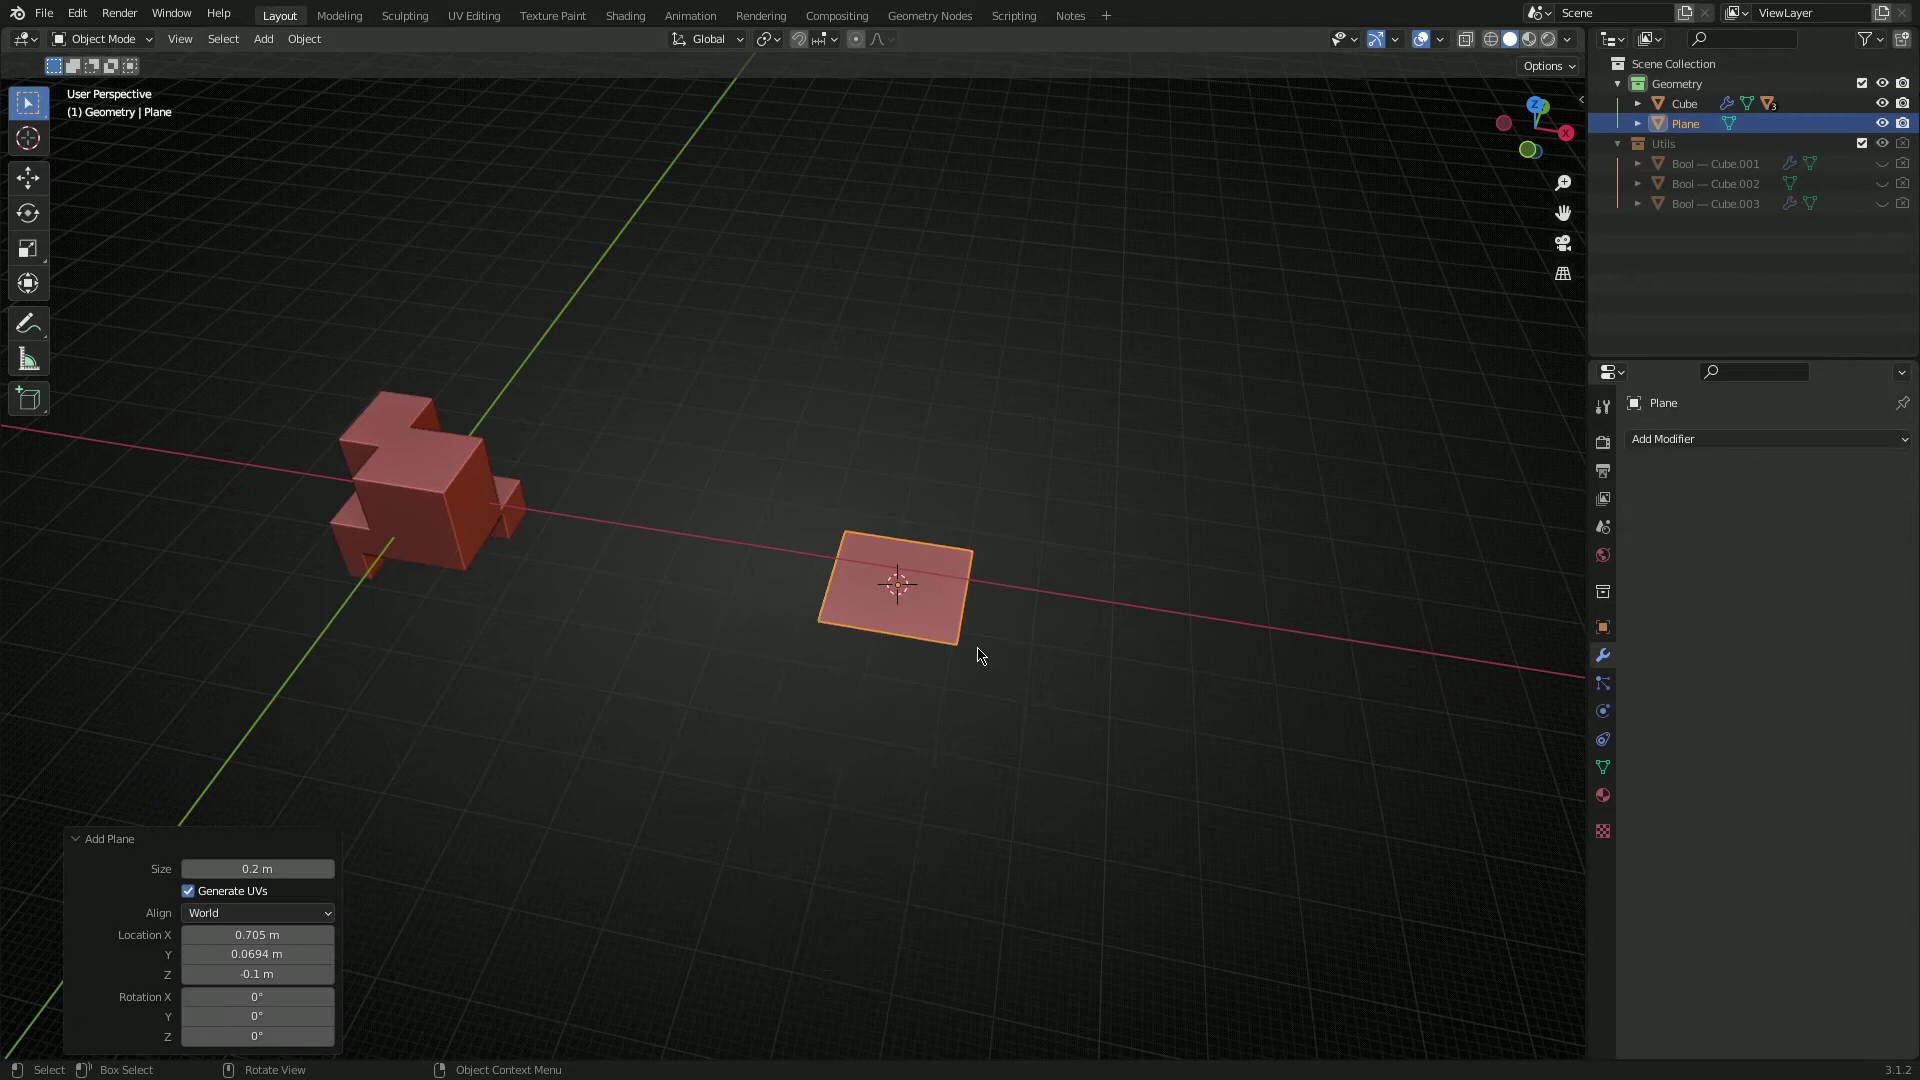 File Edit Render Window Help Layout Modeling Sculpting UV Editing Texture Paint Shading Animation Rendering Compositing Geometry Nodes Scripting Notes + Scene ViewLayer
Object Mode View Select Add Object Global
Options
User Perspective
(1) Geometry | Plane
Z
X
Scene Collection
Geometry
Cube 3
Plane
Utils
Bool — Cube.001
Bool — Cube.002
Bool — Cube.003
Plane
Add Modifier
Add Plane
Size 0.2 m
Generate UVs
Align World
Location X 0.705 m
Y 0.0694 m
Z -0.1 m
Rotation X 0°
Y 0°
Z 0°
Select Box Select Rotate View Object Context Menu 3.1.2